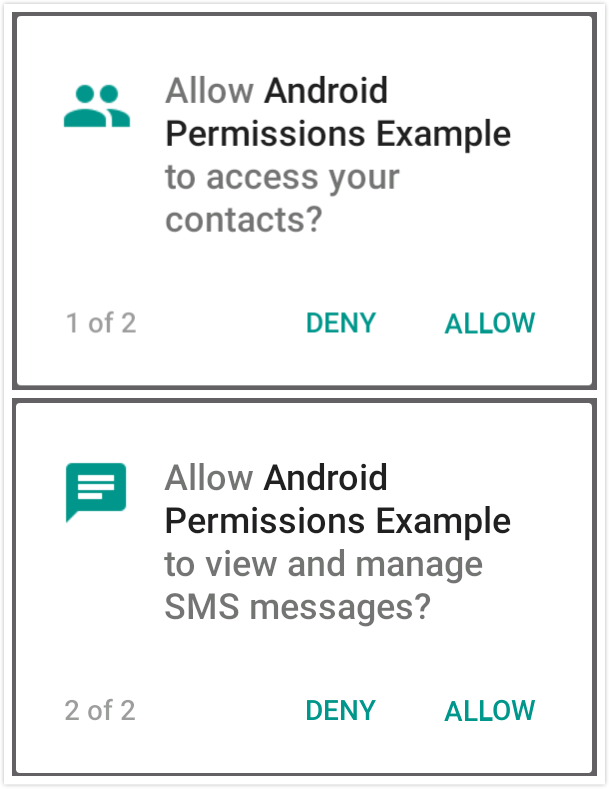 Allow Android
Permissions Example
to access your
contacts?
1 of 2 DENY ALLOW
Allow Android
Permissions Example
to view and manage
SMS messages?
2 of 2 DENY ALLOW